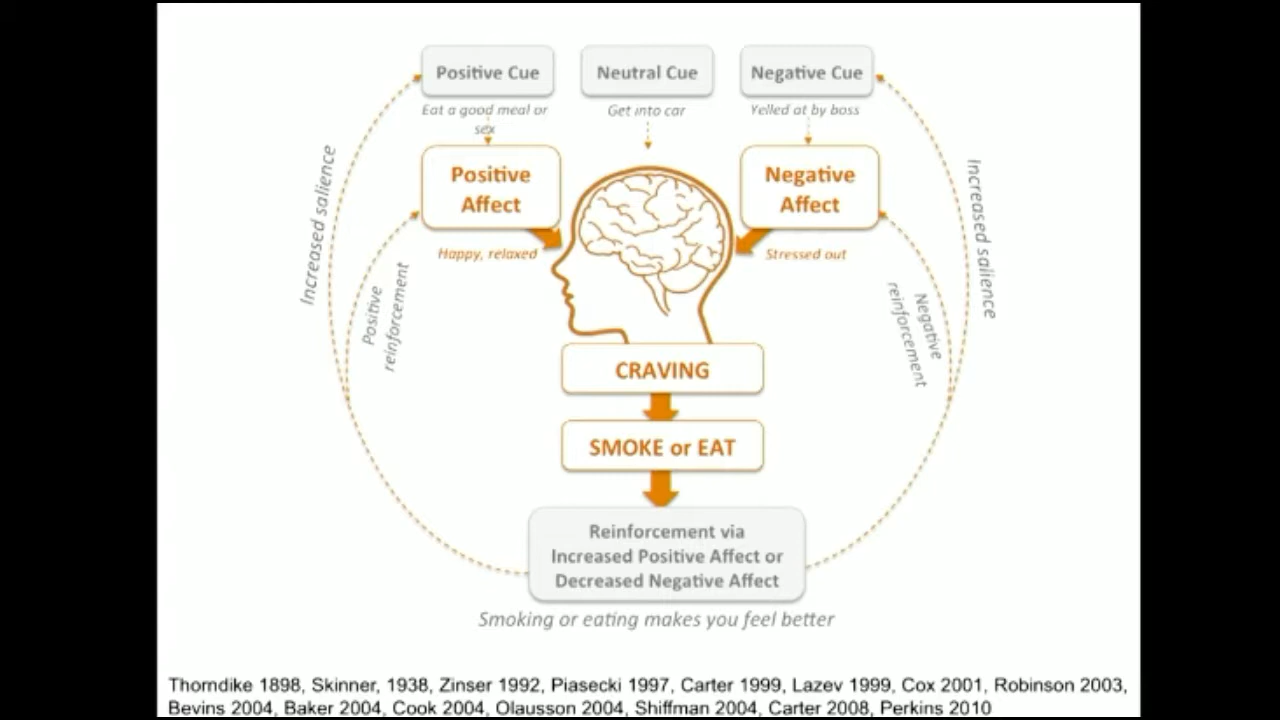 Positive Cue
Neutral Cue
Negative Cue
Eat a good meal or
sex
Get into car
Yelled at by boss
Positive
Affect
Negative
Affect
Happy, relaxed
Stressed out
Increased salience
Positive
reinforcement
Negative
reinforcement
Increased salience
CRAVING
SMOKE or EAT
Reinforcement via
Increased Positive Affect or
Decreased Negative Affect
Smoking or eating makes you feel better
Thorndike 1898, Skinner, 1938, Zinser 1992, Piasecki 1997, Carter 1999, Lazev 1999, Cox 2001, Robinson 2003,
Bevins 2004, Baker 2004, Cook 2004, Olausson 2004, Shiffman 2004, Carter 2008, Perkins 2010